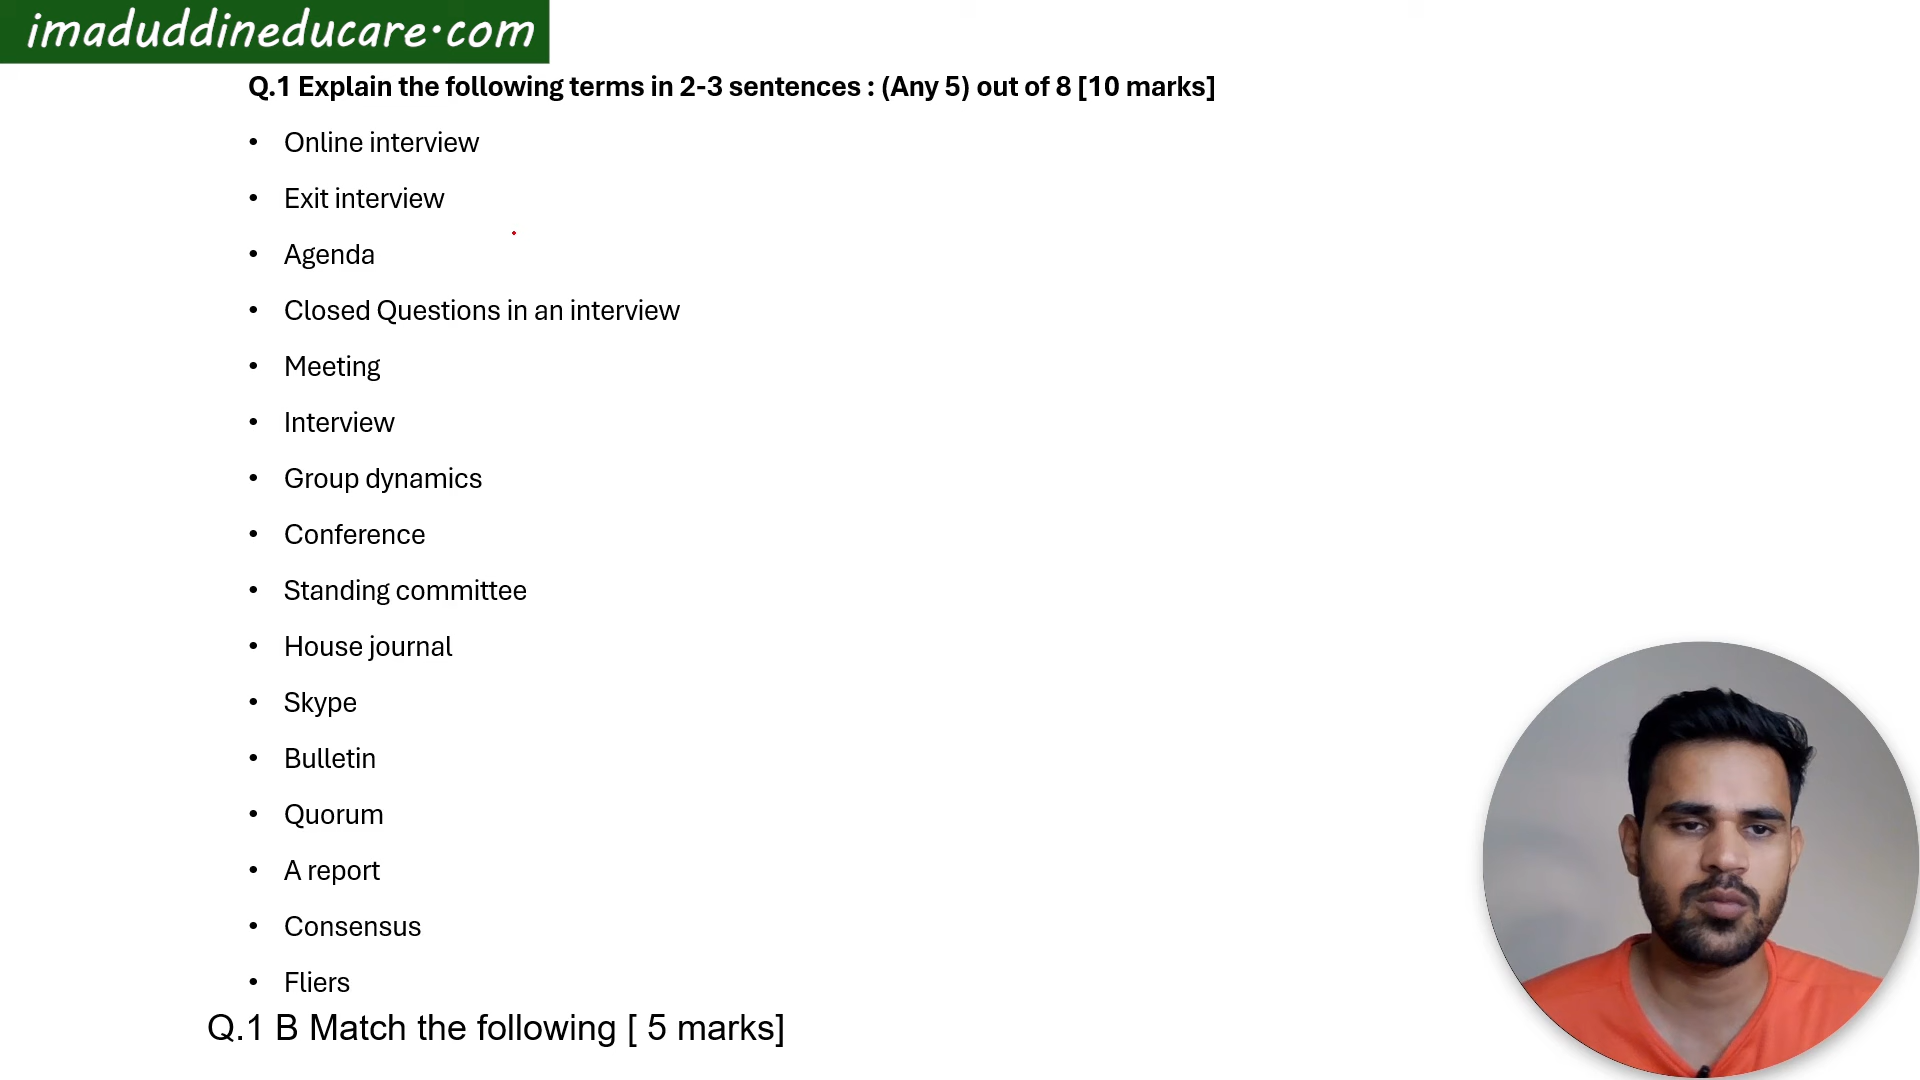 imaduddineducare.com
Q.1 Explain the following terms in 2-3 sentences : (Any 5) out of 8 [10 marks]
• Online interview
• Exit interview
• Agenda
• Closed Questions in an interview
• Meeting
• Interview
• Group dynamics
• Conference
• Standing committee
• House journal
• Skype
• Bulletin
• Quorum
• A report
• Consensus
• Fliers
Q.1 B Match the following [ 5 marks]